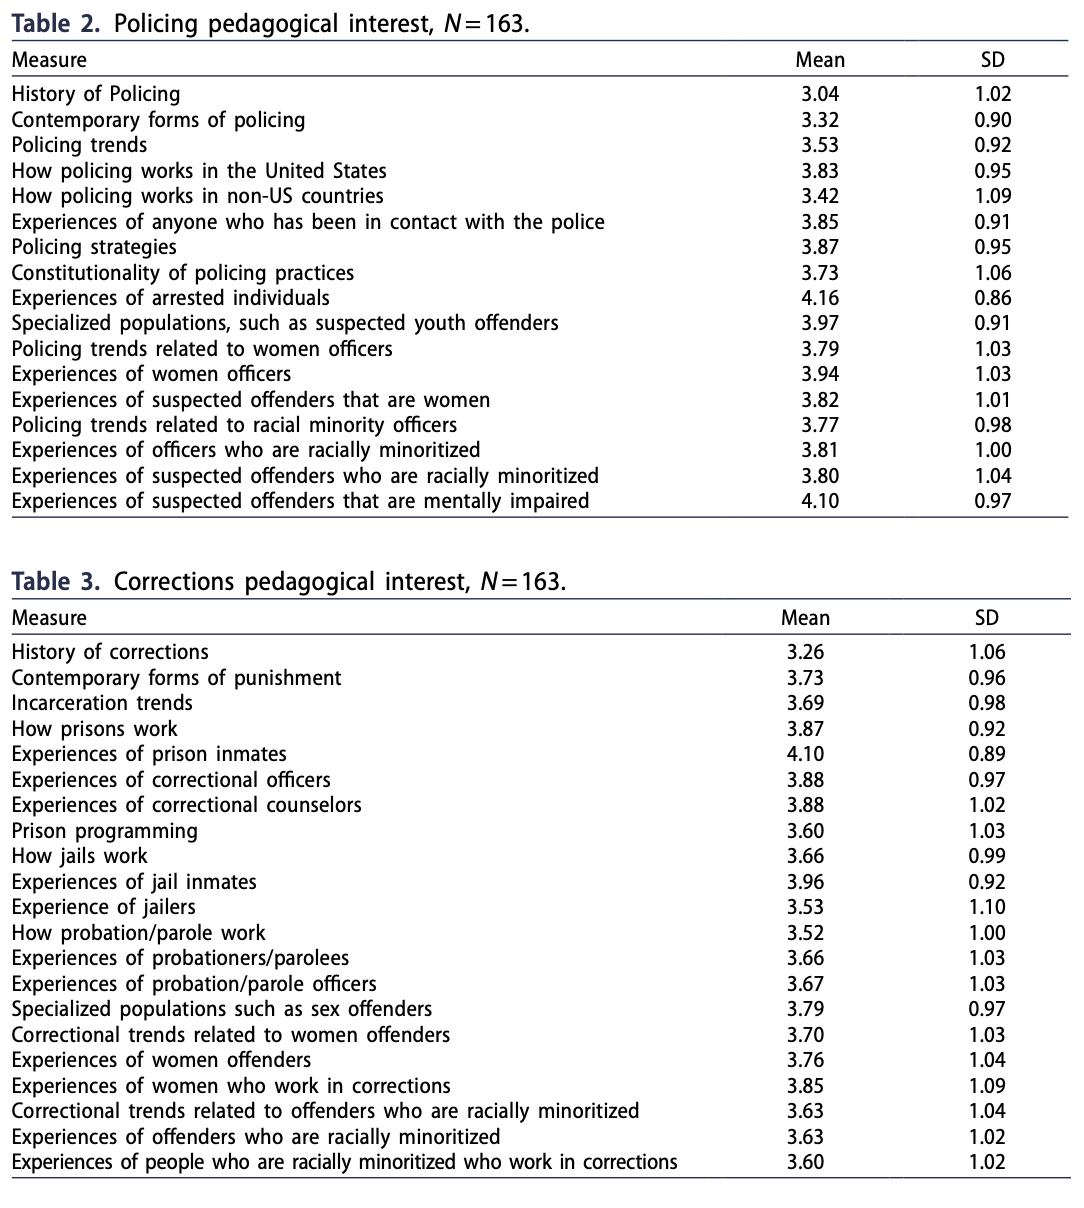 Table 2. Policing pedagogical interest, N = 163.
Measure Mean SD
History of Policing 3.04 1.02
Contemporary forms of policing 3.32 0.90
Policing trends 3.53 0.92
How policing works in the United States 3.83 0.95
How policing works in non-US countries 3.42 1.09
Experiences of anyone who has been in contact with the police 3.85 0.91
Policing strategies 3.87 0.95
Constitutionality of policing practices 3.73 1.06
Experiences of arrested individuals 4.16 0.86
Specialized populations, such as suspected youth offenders 3.97 0.91
Policing trends related to women officers 3.79 1.03
Experiences of women officers 3.94 1.03
Experiences of suspected offenders that are women 3.82 1.01
Policing trends related to racial minority officers 3.77 0.98
Experiences of officers who are racially minoritized 3.81 1.00
Experiences of suspected offenders who are racially minoritized 3.80 1.04
Experiences of suspected offenders that are mentally impaired 4.10 0.97
Table 3. Corrections pedagogical interest, N = 163.
Measure Mean SD
History of corrections 3.26 1.06
Contemporary forms of punishment 3.73 0.96
Incarceration trends 3.69 0.98
How prisons work 3.87 0.92
Experiences of prison inmates 4.10 0.89
Experiences of correctional officers 3.88 0.97
Experiences of correctional counselors 3.88 1.02
Prison programming 3.60 1.03
How jails work 3.66 0.99
Experiences of jail inmates 3.96 0.92
Experience of jailers 3.53 1.10
How probation/parole work 3.52 1.00
Experiences of probationers/parolees 3.66 1.03
Experiences of probation/parole officers 3.67 1.03
Specialized populations such as sex offenders 3.79 0.97
Correctional trends related to women offenders 3.70 1.03
Experiences of women offenders 3.76 1.04
Experiences of women who work in corrections 3.85 1.09
Correctional trends related to offenders who are racially minoritized 3.63 1.04
Experiences of offenders who are racially minoritized 3.63 1.02
Experiences of people who are racially minoritized who work in corrections 3.60 1.02